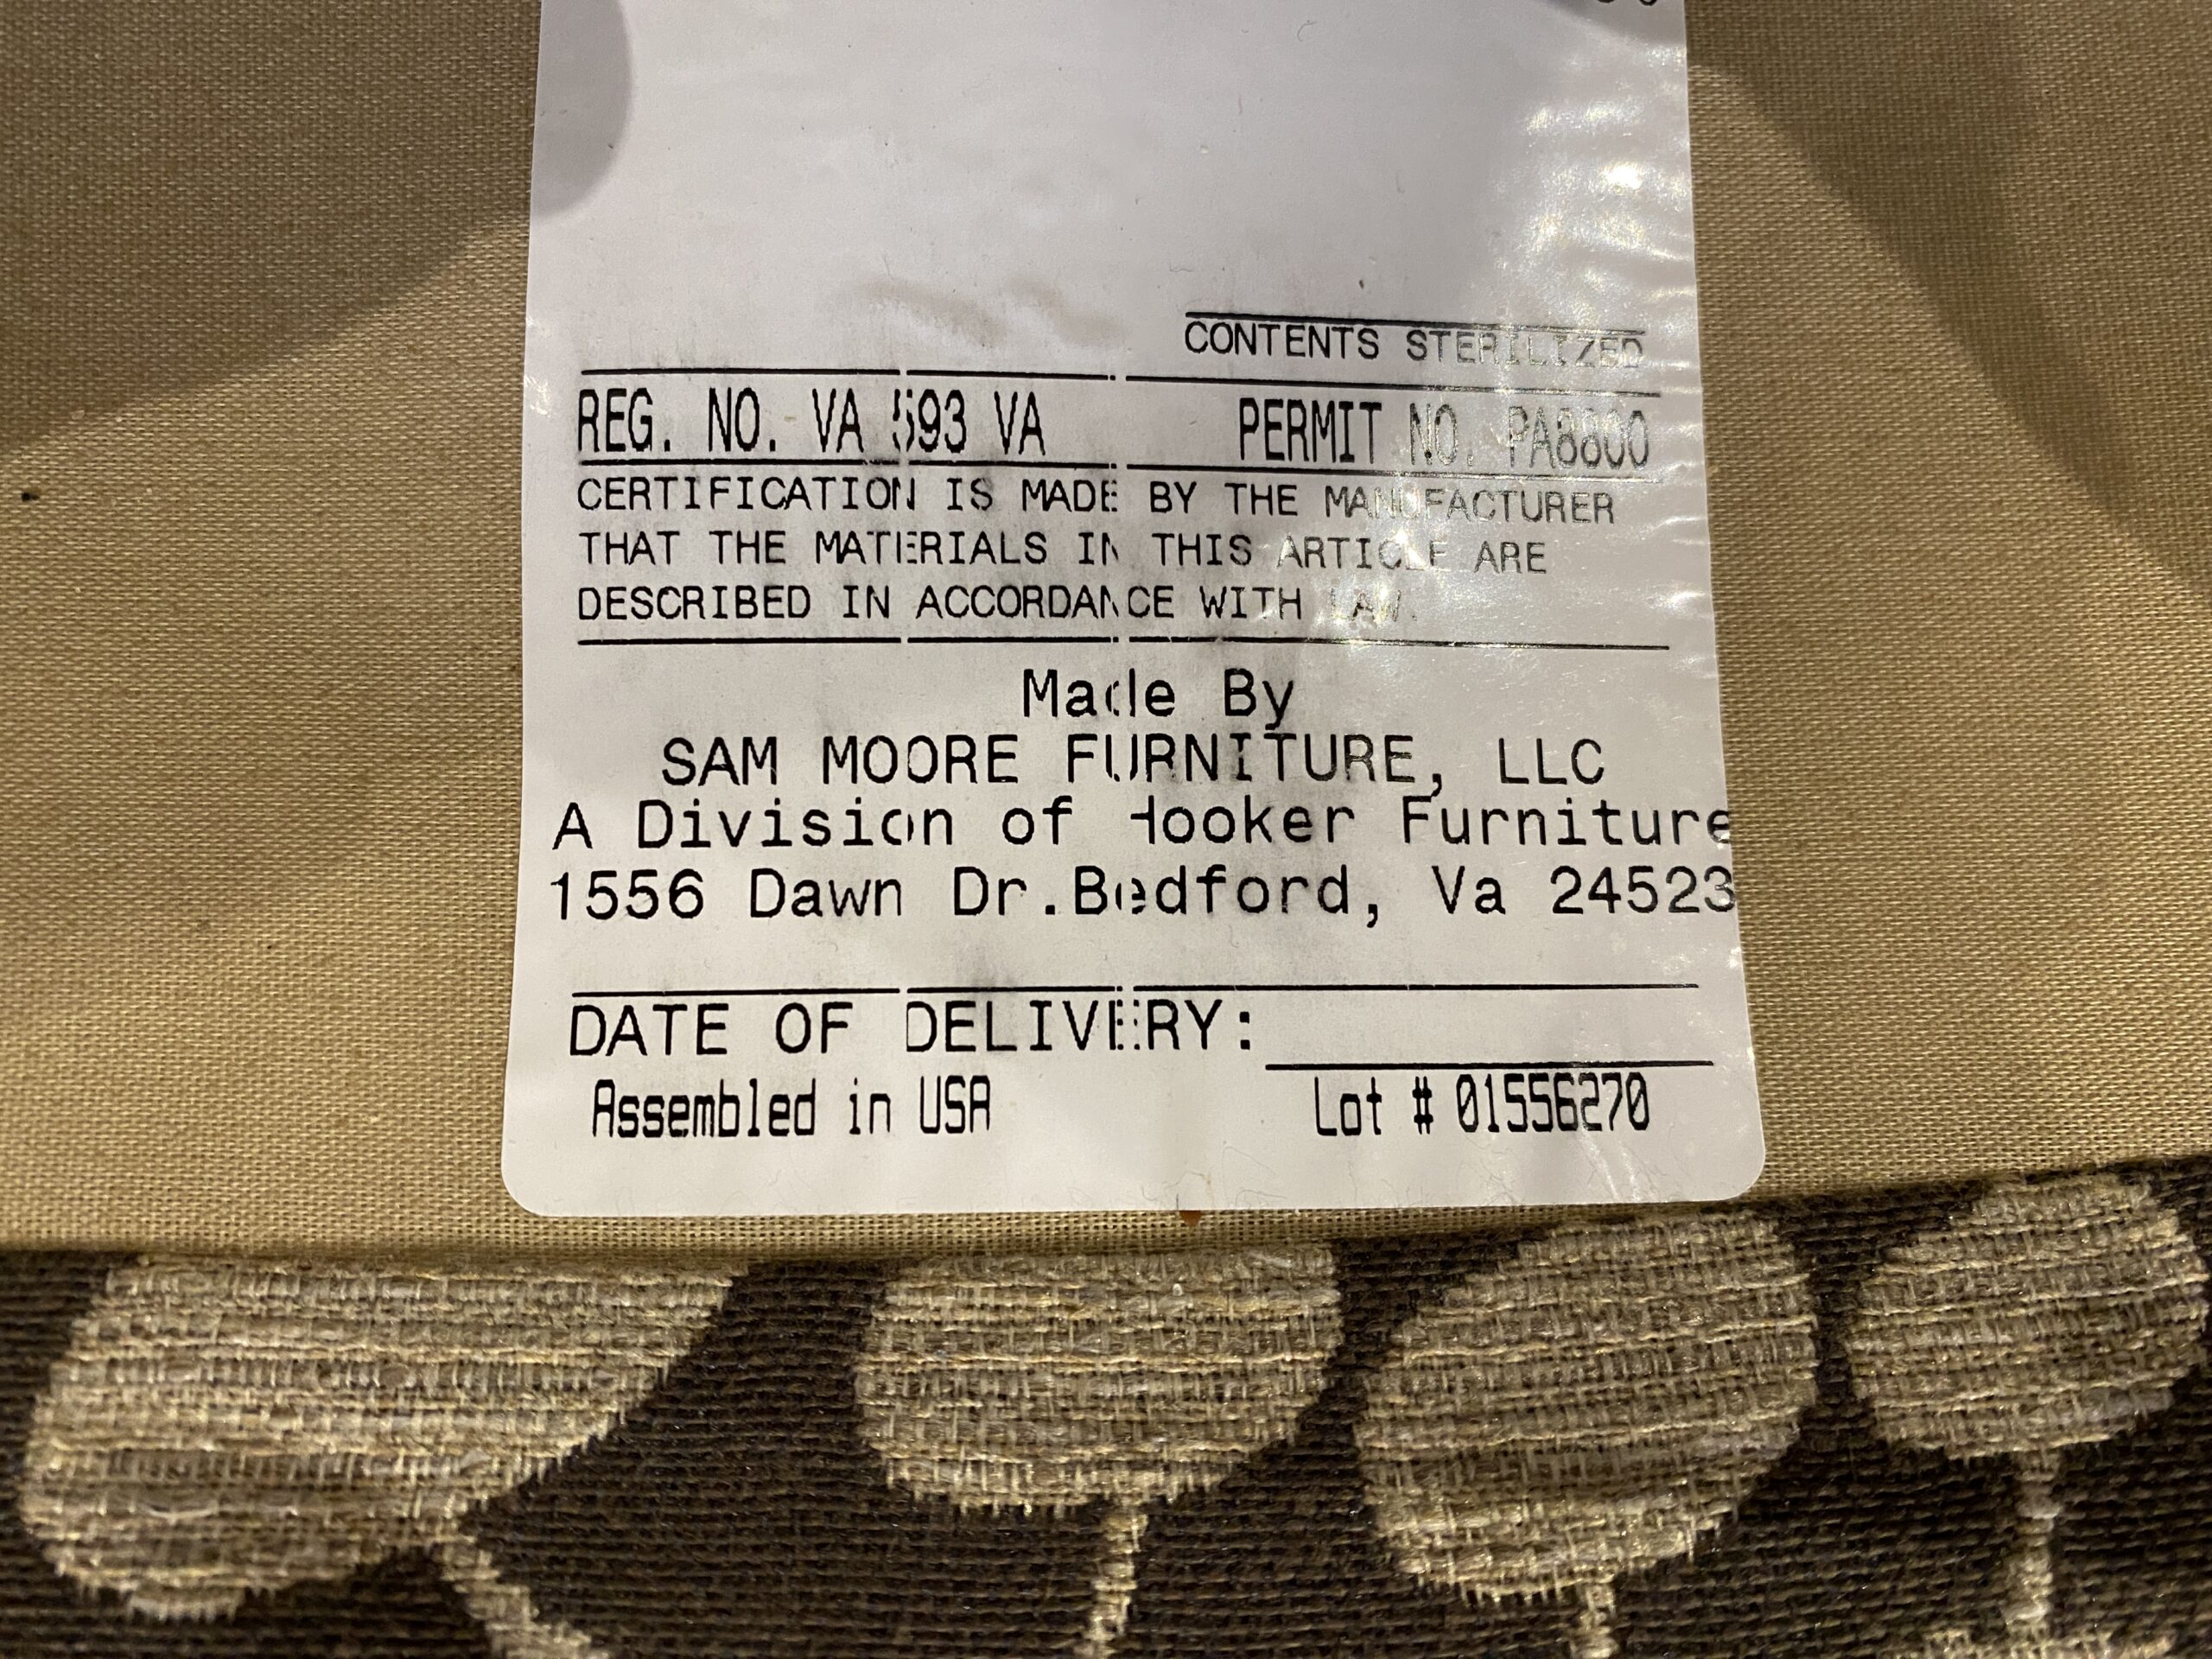 CONTENTS STERILIZED
REG. NO. VA 593 VA PERMIT NO. PA8800
CERTIFICATION IS MADE BY THE MANUFACTURER
THAT THE MATERIALS IN THIS ARTICLE ARE
DESCRIBED IN ACCORDANCE WITH LAW.
Made By
SAM MOORE FURNITURE, LLC
A Division of Hooker Furniture
1556 Dawn Dr.Bedford, Va 24523
DATE OF DELIVERY:
Assembled in USA Lot # 01556270